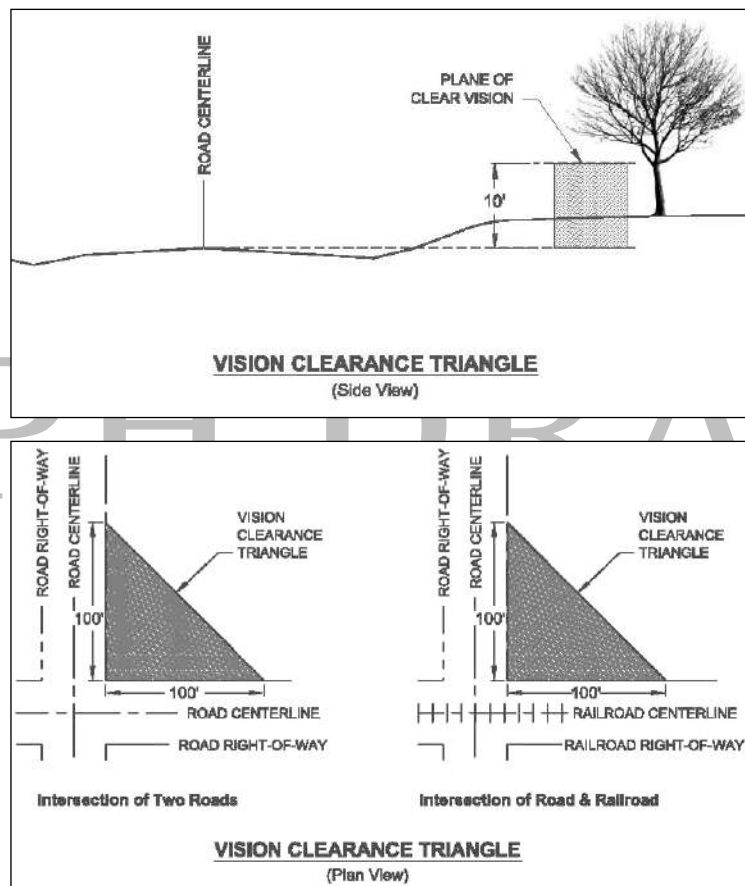 ROAD CENTERLINE
PLANE OF
CLEAR VISION
10'
VISION CLEARANCE TRIANGLE
(Side View)
ROAD RIGHT-OF-WAY
ROAD CENTERLINE
VISION
CLEARANCE
TRIANGLE
100'
100'
ROAD CENTERLINE
ROAD RIGHT-OF-WAY
Intersection of Two Roads
ROAD RIGHT-OF-WAY
ROAD CENTERLINE
VISION
CLEARANCE
TRIANGLE
100'
100'
RAILROAD CENTERLINE
RAILROAD RIGHT-OF-WAY
Intersection of Road & Railroad
VISION CLEARANCE TRIANGLE
(Plan View)